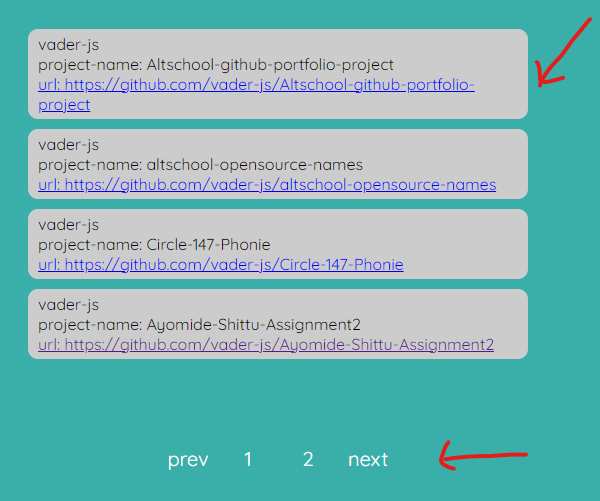 vader-js
project-name: Altschool-github-portfolio-project
url: https://github.com/vader-js/Altschool-github-portfolio-
project
vader-js
project-name: altschool-opensource-names
url: https://github.com/vader-js/altschool-opensource-names
vader-js
project-name: Circle-147-Phonie
url: https://github.com/vader-js/Circle-147-Phonie
vader-js
project-name: Ayomide-Shittu-Assignment2
url: https://github.com/vader-js/Ayomide-Shittu-Assignment2
prev 1 2 next